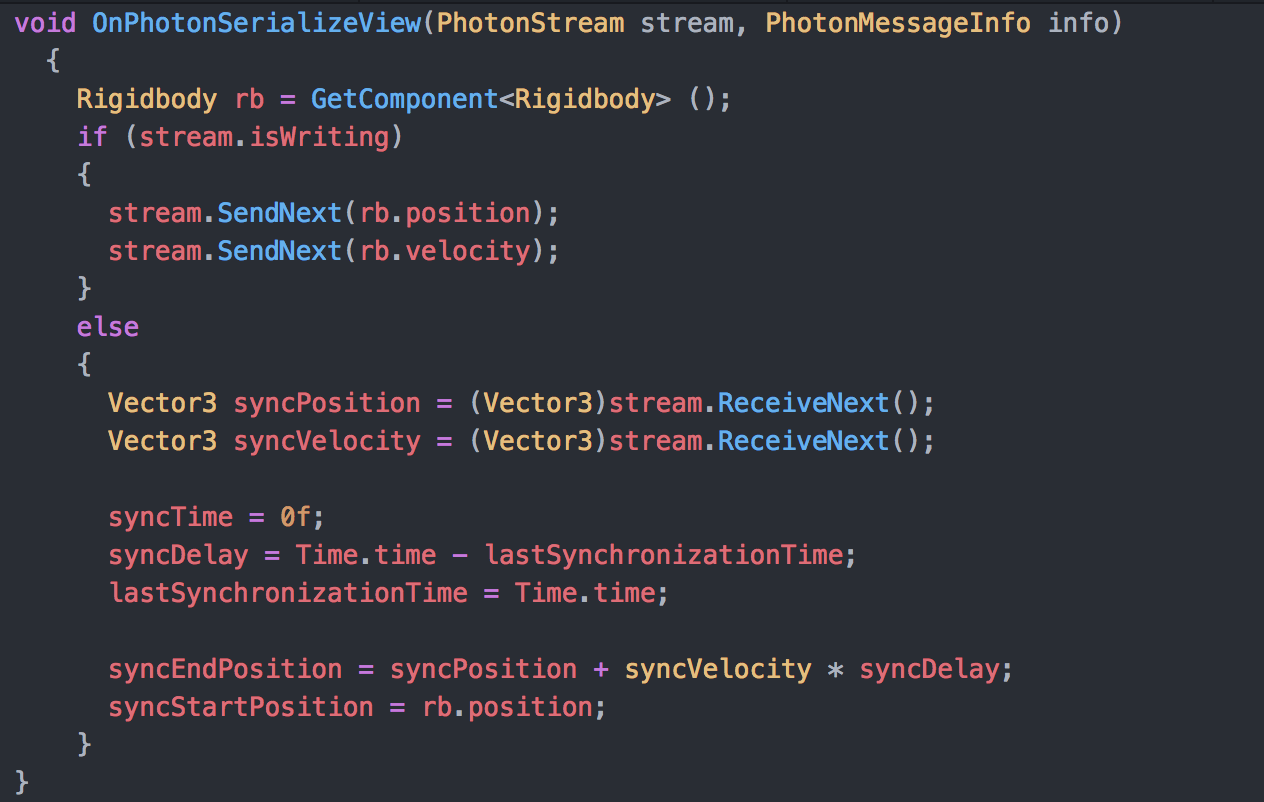 void OnPhotonSerializeView(PhotonStream stream, PhotonMessageInfo info)
  {
    Rigidbody rb = GetComponent<Rigidbody> ();
    if (stream.isWriting)
    {
      stream.SendNext(rb.position);
      stream.SendNext(rb.velocity);
    }
    else
    {
      Vector3 syncPosition = (Vector3)stream.ReceiveNext();
      Vector3 syncVelocity = (Vector3)stream.ReceiveNext();

      syncTime = 0f;
      syncDelay = Time.time - lastSynchronizationTime;
      lastSynchronizationTime = Time.time;

      syncEndPosition = syncPosition + syncVelocity * syncDelay;
      syncStartPosition = rb.position;
    }
}